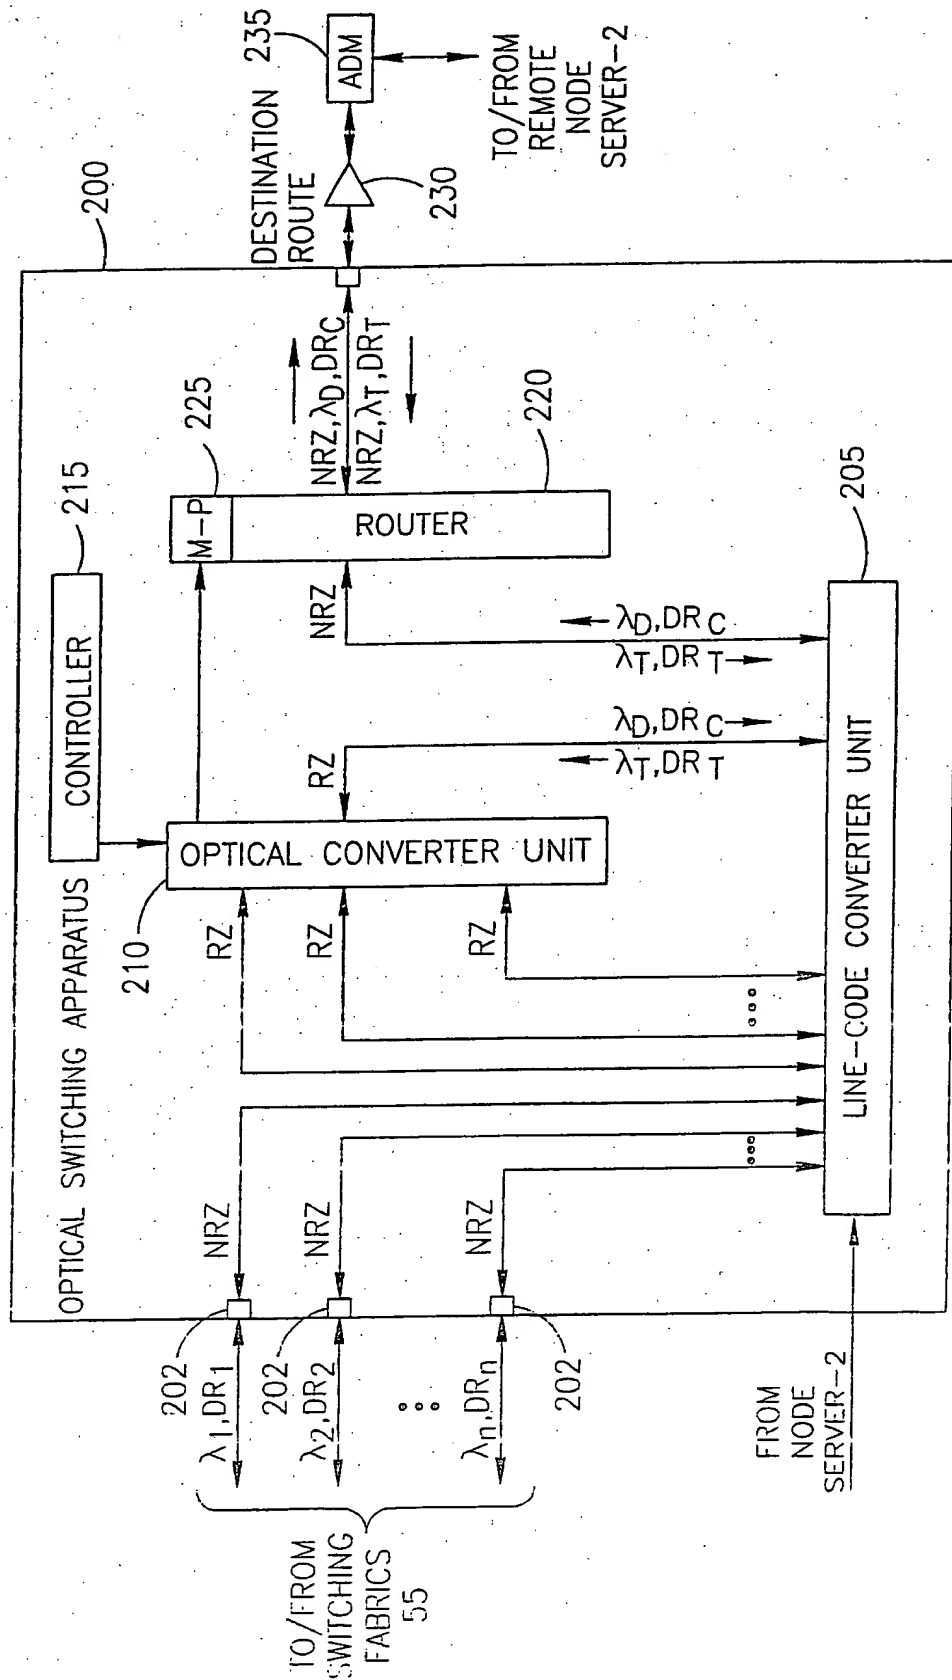 OPTICAL SWITCHING APPARATUS
200
CONTROLLER
215
TO/FROM
SWITCHING
FABRICS
55
λ1,DR1
202
NRZ
λ2,DR2
202
NRZ
λn,DRn
202
NRZ
210
OPTICAL CONVERTER UNIT
RZ
RZ
RZ
RZ
λD,DRC
λT,DRT
M-P
225
ROUTER
220
NRZ
λD,DRC
λT,DRT
NRZ,λD,DRC
NRZ,λT,DRT
DESTINATION
ROUTE
230
235
ADM
TO/FROM
REMOTE
NODE
SERVER-2
LINE-CODE CONVERTER UNIT
205
FROM
NODE
SERVER-2